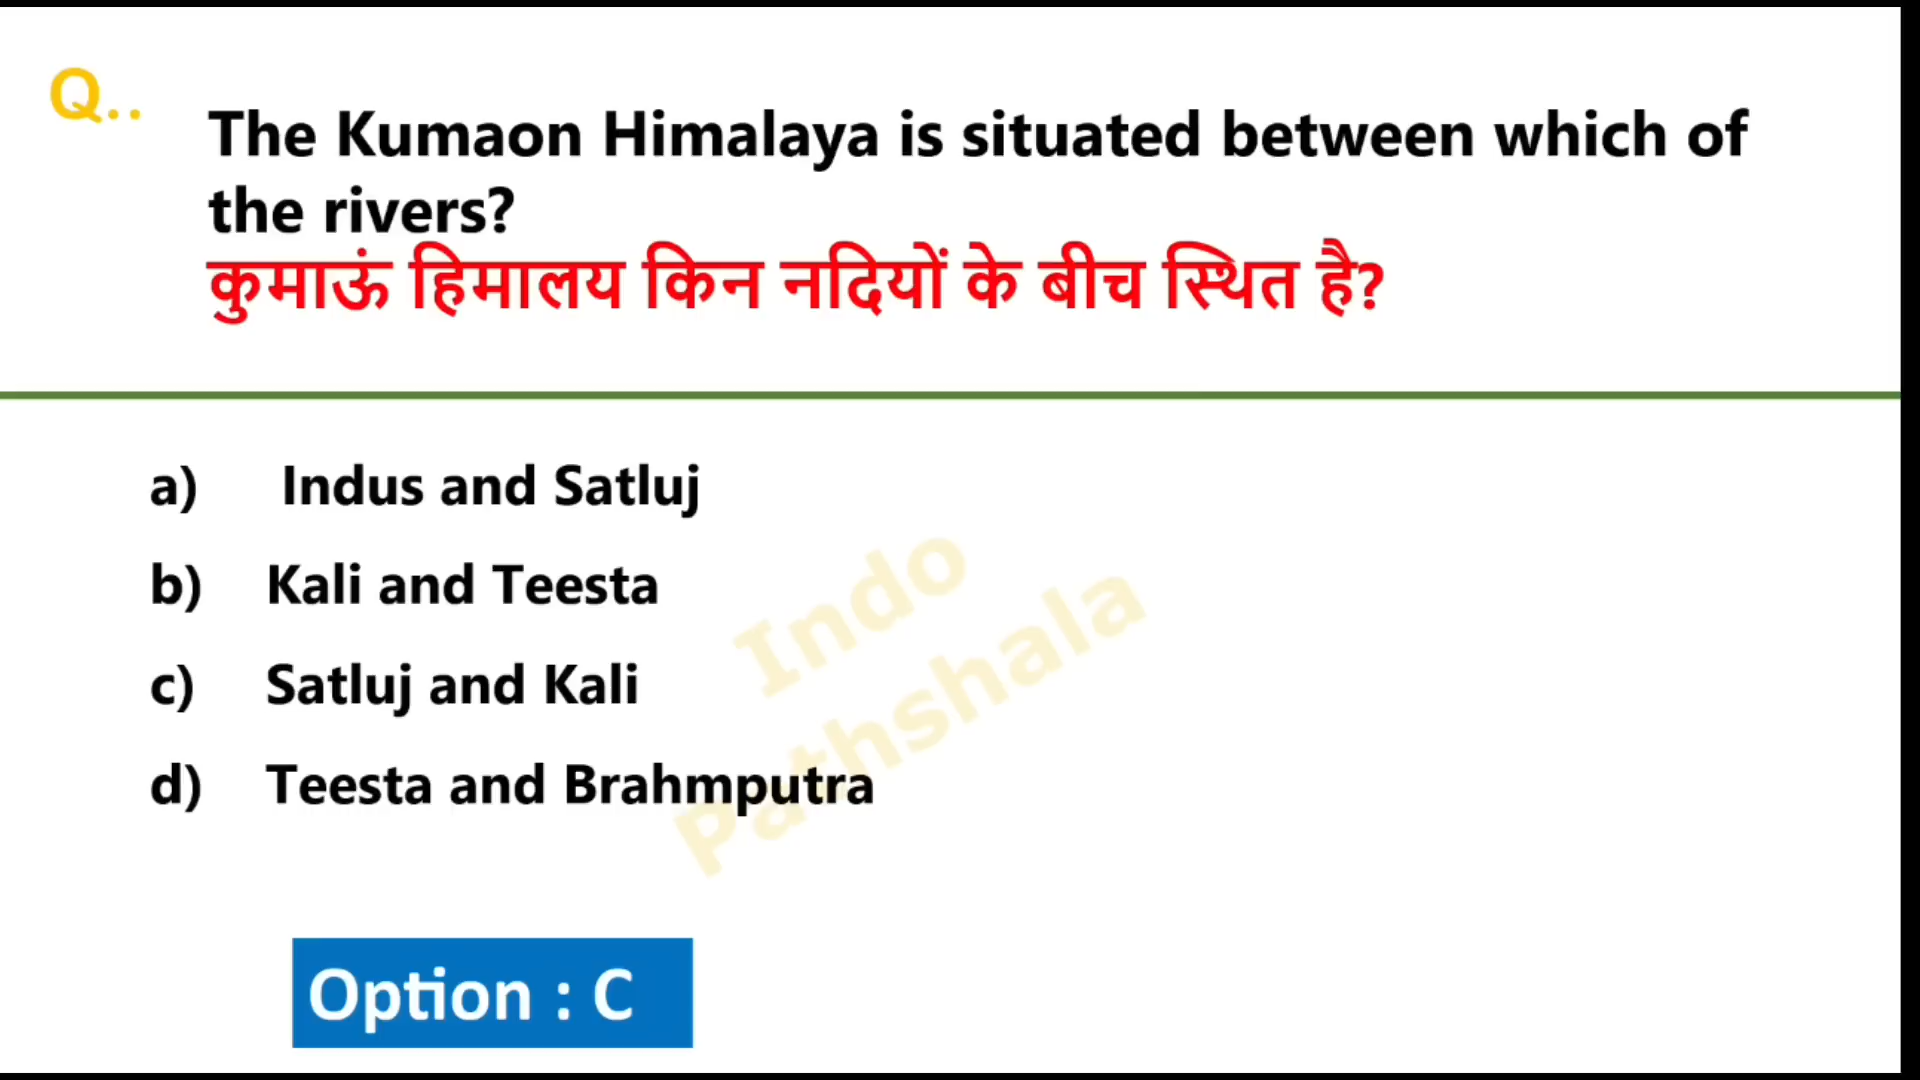 Q..
The Kumaon Himalaya is situated between which of
the rivers?
कुमाऊं हिमालय किन नदियों के बीच स्थित है?
a) Indus and Satluj
b) Kali and Teesta
c) Satluj and Kali
d) Teesta and Brahmputra
Indo
Pathshala
Option : C